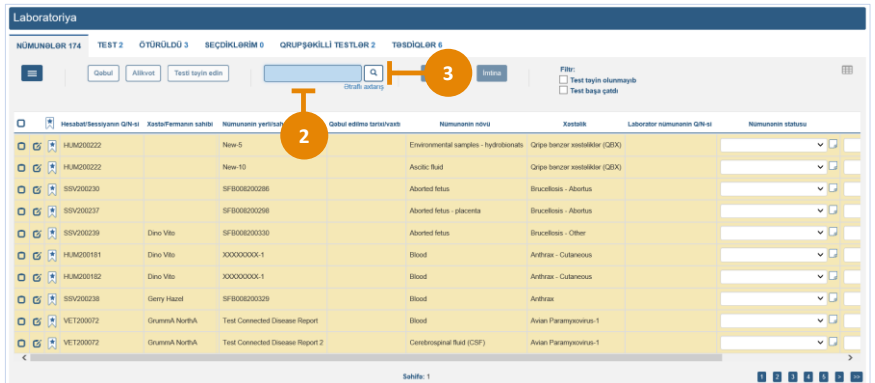 Laboratoriya
NÜMUNƏLƏR 174 TEST 2 ÖTÜRÜLDÜ 3 SEÇDİKLƏRİM 0 QRUPŞƏKİLLİ TESTLƏR 2 TƏSDİQLƏR 6
Qəbul Alikvot Testi təyin edin İmtina
Ətraflı axtarış
Filtr:
Test təyin olunmayıb
Test başa çatdı
3
2
Hesabat/Sessiyanın Q/N-si Xəstə/Fermanın sahibi Nümunənin yerli/sah Qəbul edilmə tarixi/vaxtı Nümunənin növü Xəstəlik Laborator nümunənin Q/N-si Nümunənin statusu
HUM200222 New-5 Environmental samples - hydrobionats Qripə bənzər xəstəliklər (QBX)
HUM200222 New-10 Ascitic fluid Qripə bənzər xəstəliklər (QBX)
SSV200230 SFB008200286 Aborted fetus Brucellosis - Abortus
SSV200237 SFB008200298 Aborted fetus - placenta Brucellosis - Abortus
SSV200239 Dino Vito SFB008200330 Aborted fetus Brucellosis - Other
HUM200181 Dino Vito XXXXXXXX-1 Blood Anthrax - Cutaneous
HUM200182 Dino Vito XXXXXXXX-1 Blood Anthrax - Cutaneous
SSV200238 Gerry Hazel SFB008200329 Blood Anthrax
VET200072 GrummA NorthA Test Connected Disease Report Blood Avian Paramyxovirus-1
VET200072 GrummA NorthA Test Connected Disease Report 2 Cerebrospinal fluid (CSF) Avian Paramyxovirus-1
Səhifə: 1 1 2 3 4 5 > >>